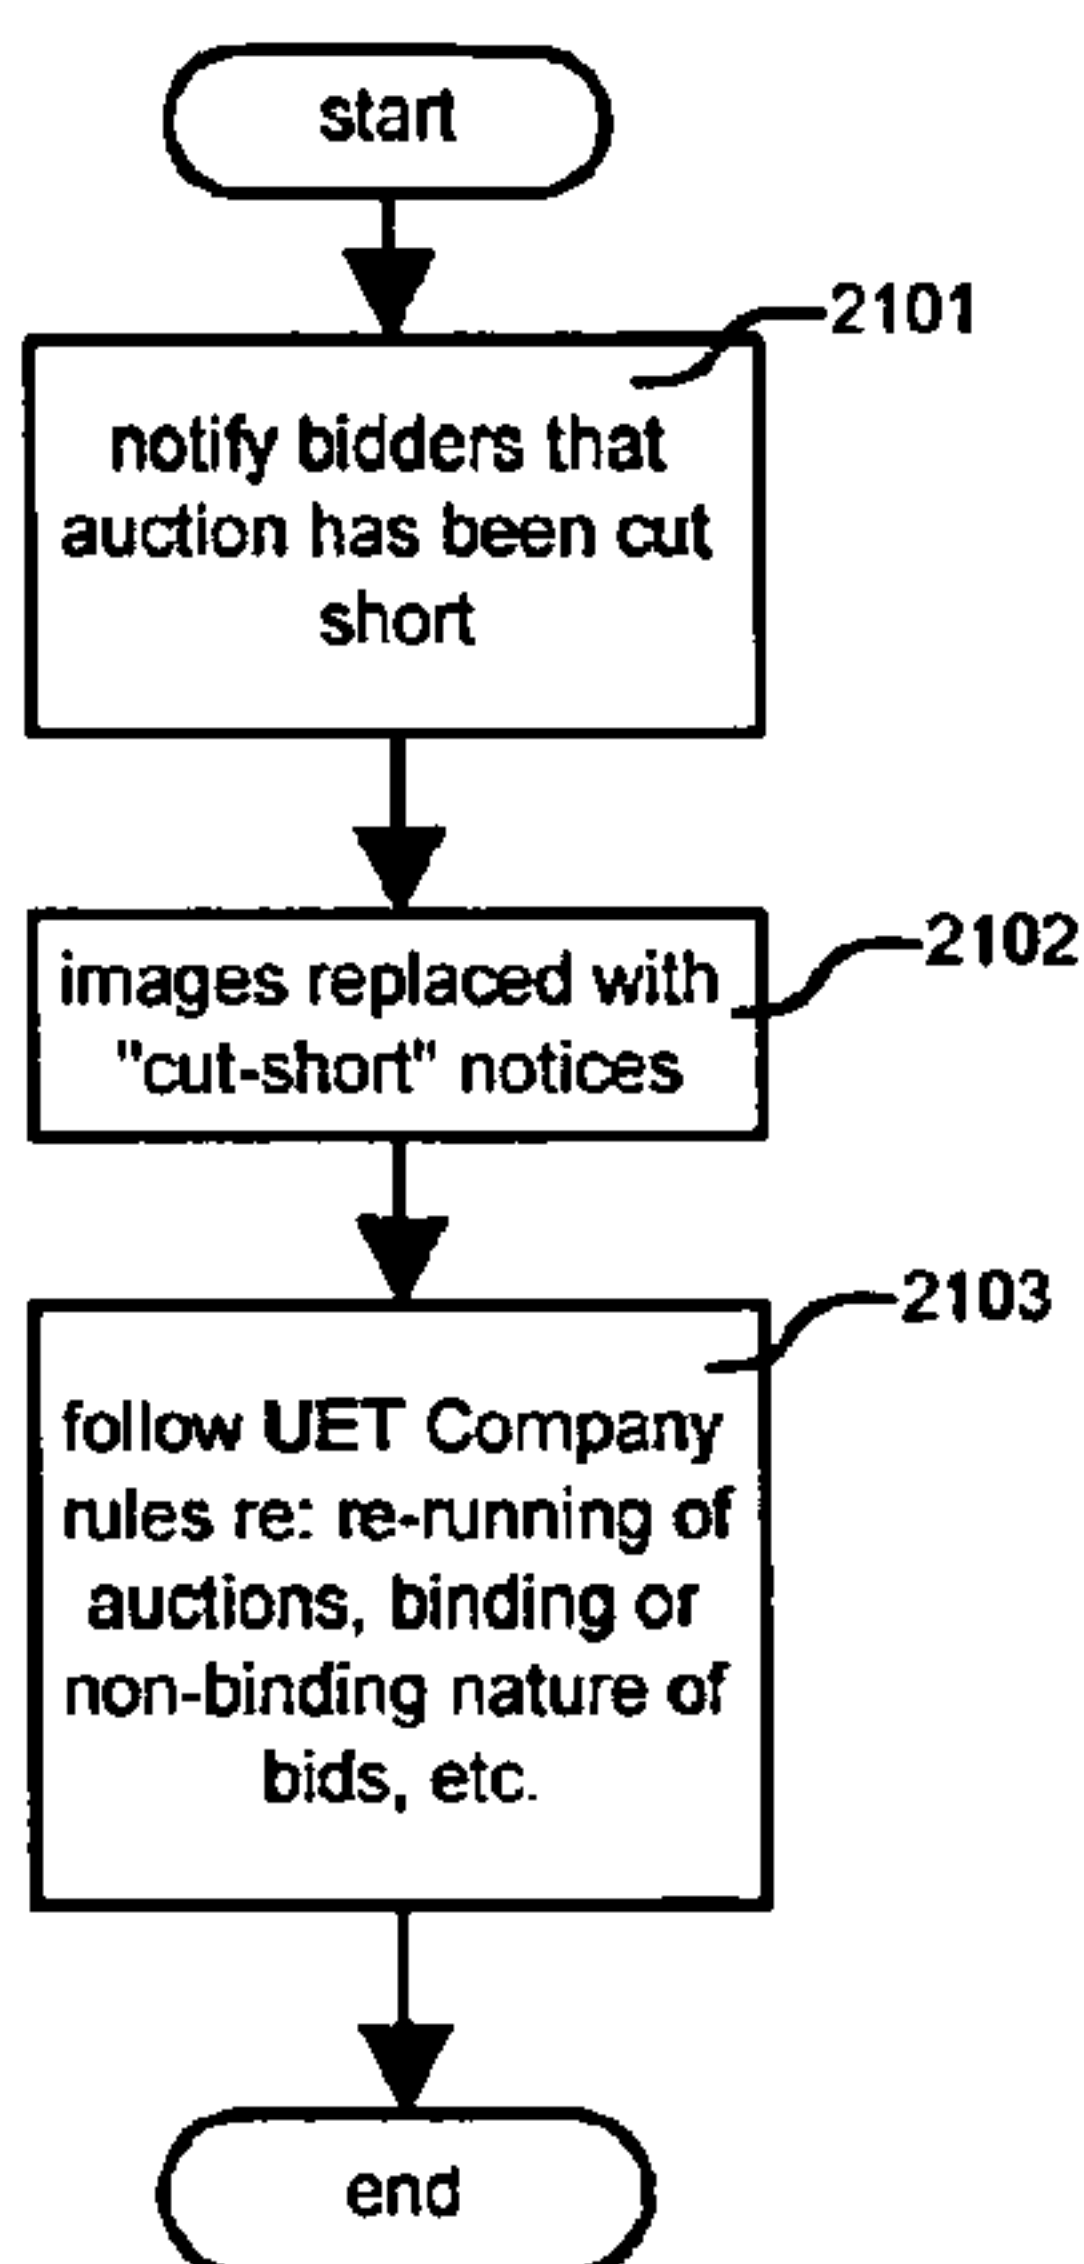 start
2101
notify bidders that
auction has been cut
short
2102
images replaced with
"cut-short" notices
2103
follow UET Company
rules re: re-running of
auctions, binding or
non-binding nature of
bids, etc.
end